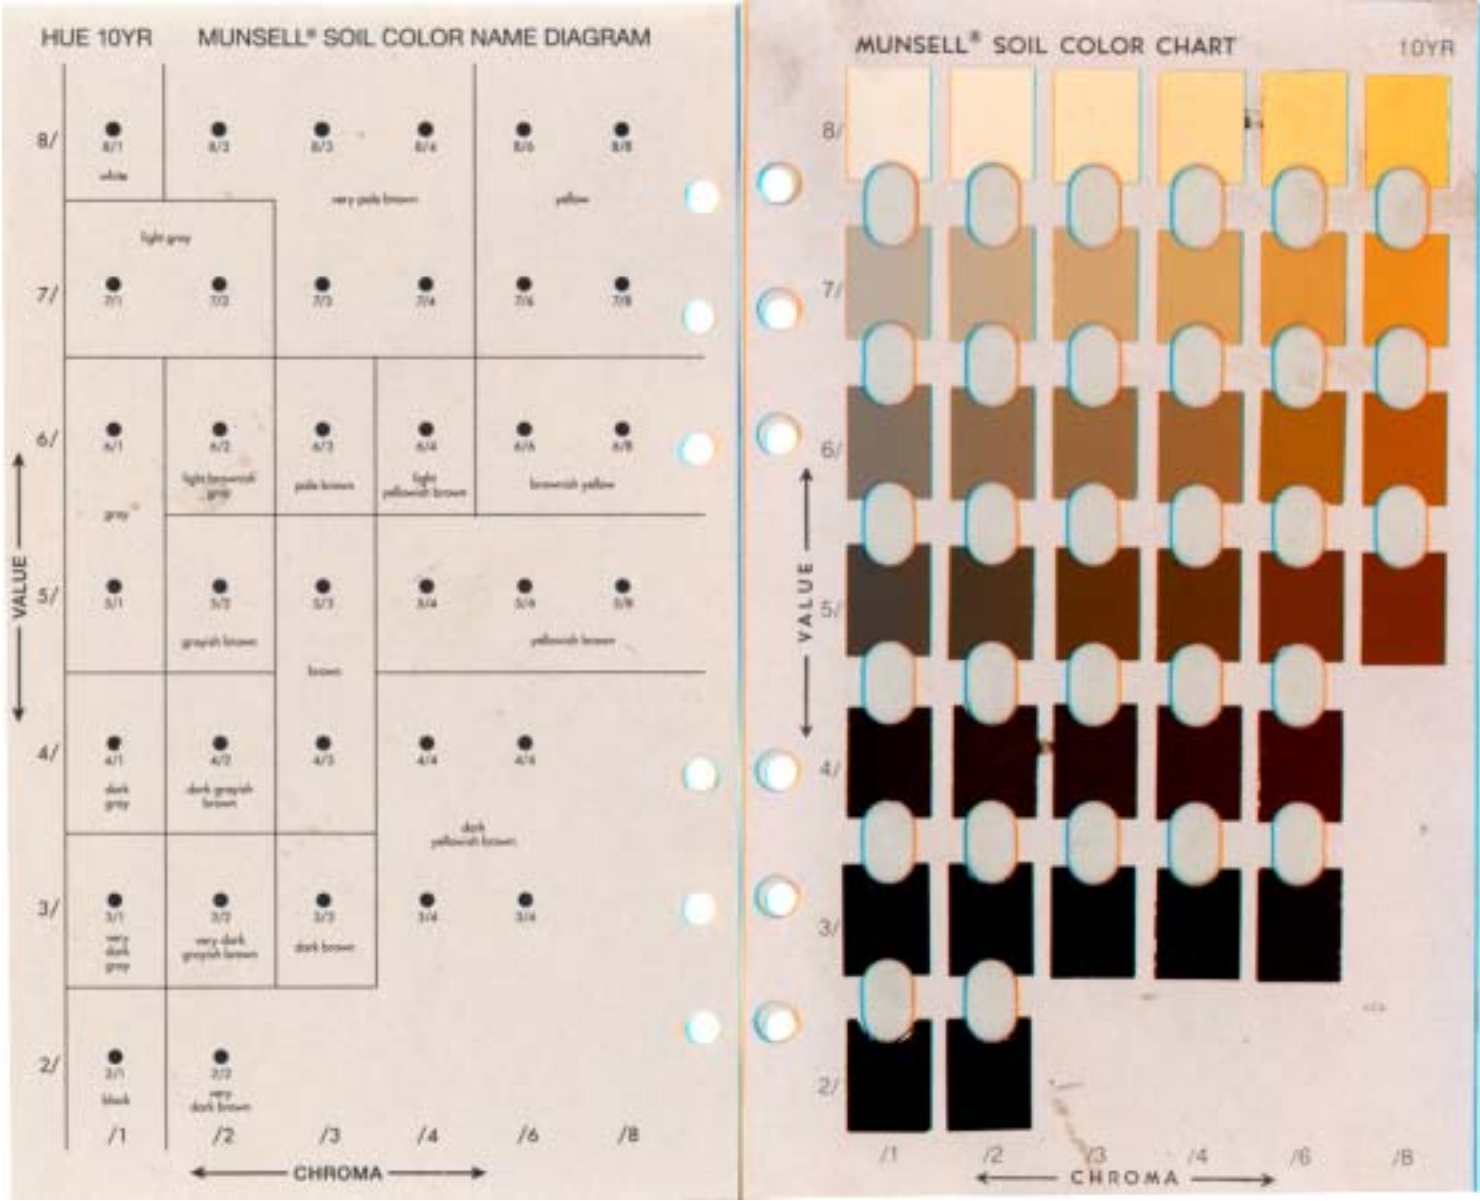 HUE 10YR MUNSELL® SOIL COLOR NAME DIAGRAM
8/
8/1 8/2 8/3 8/4 8/6 8/8
white
very pale brown yellow
light gray
7/
7/1 7/2 7/3 7/4 7/6 7/8
6/
6/1 6/2 6/3 6/4 6/6 6/8
light brownish
gray
pale brown
light
yellowish brown
brownish yellow
gray
5/
5/1 5/2 5/3 5/4 5/6 5/8
grayish brown yellowish brown
brown
4/
4/1 4/2 4/3 4/4 4/6
dark
gray
dark grayish
brown
dark
yellowish brown
3/
3/1 3/2 3/3 3/4 3/6
very
dark
gray
very dark
grayish brown
dark brown
2/
2/1 2/2
black
very
dark brown
/1 /2 /3 /4 /6 /8
CHROMA
VALUE
MUNSELL® SOIL COLOR CHART 10YR
8/
7/
6/
5/
4/
3/
2/
VALUE
/1 /2 /3 /4 /6 /8
CHROMA